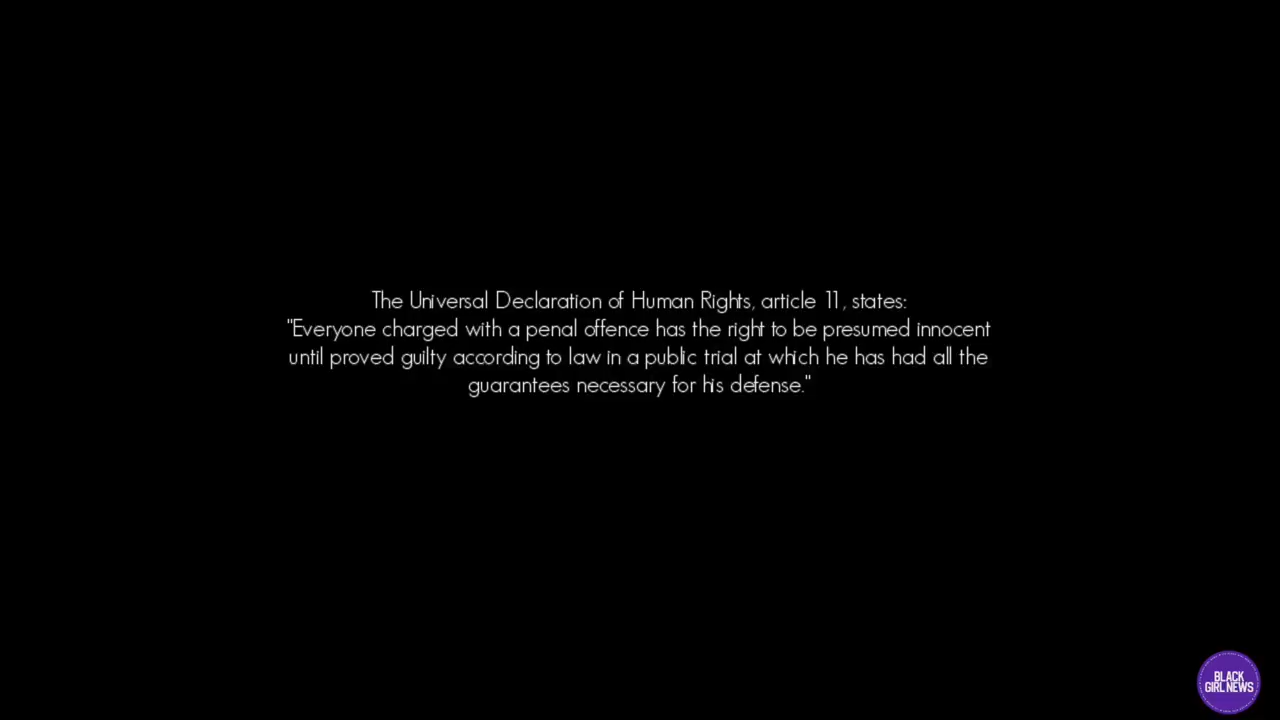 The Universal Declaration of Human Rights, article 11, states:
"Everyone charged with a penal offence has the right to be presumed innocent
until proved guilty according to law in a public trial at which he has had all the
guarantees necessary for his defense."
BLACK
GIRL NEWS